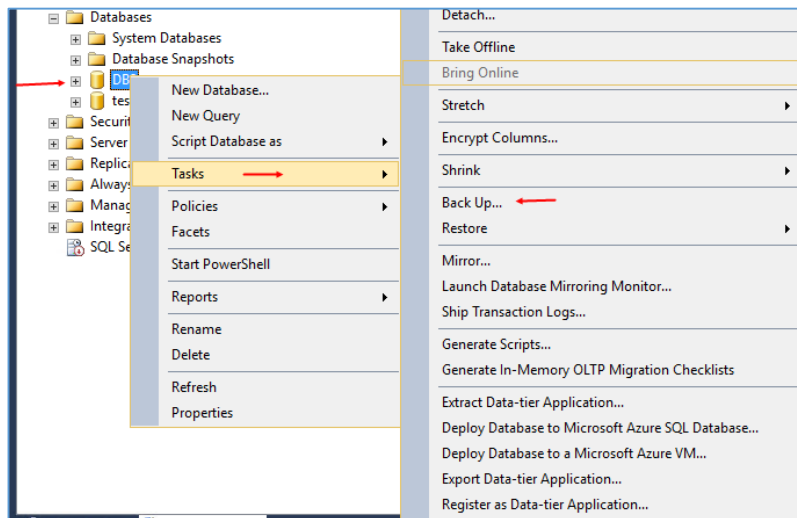 Databases
System Databases
Database Snapshots
New Database...
New Query
Script Database as
Tasks
Policies
Facets
Start PowerShell
Reports
Rename
Delete
Refresh
Properties
Detach...
Take Offline
Bring Online
Stretch
Encrypt Columns...
Shrink
Back Up...
Restore
Mirror...
Launch Database Mirroring Monitor...
Ship Transaction Logs...
Generate Scripts...
Generate In-Memory OLTP Migration Checklists
Extract Data-tier Application...
Deploy Database to Microsoft Azure SQL Database...
Deploy Database to a Microsoft Azure VM...
Export Data-tier Application...
Register as Data-tier Application...
DB
tes
Securit
Server
Replic
Always
Manag
Integra
SQL Se